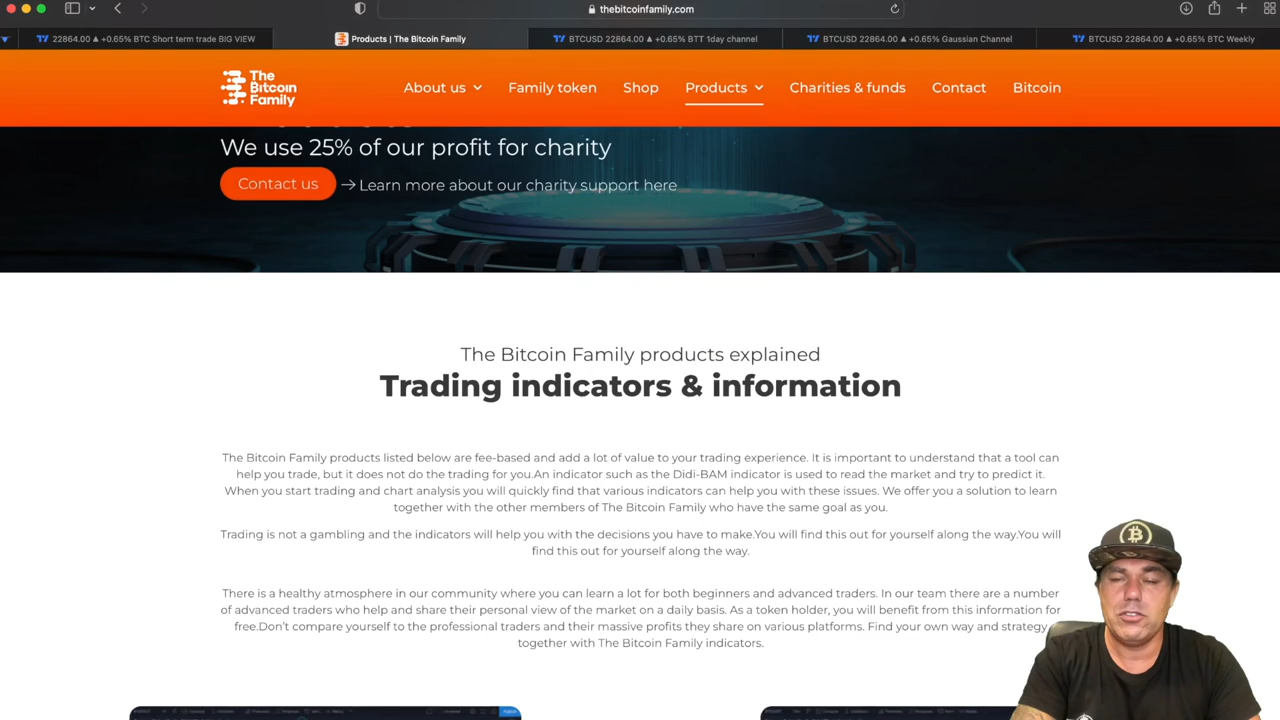 thebitcoinfamily.com
22864.00 ▲ +0.65% BTC Short term trade BIG VIEW
Products | The Bitcoin Family
BTCUSD 22864.00 ▲ +0.65% BTT 1day channel
BTCUSD 22864.00 ▲ +0.65% Gaussian Channel
BTCUSD 22864.00 ▲ +0.65% BTC Weekly
The
Bitcoin
Family
About us
Family token
Shop
Products
Charities & funds
Contact
Bitcoin
We use 25% of our profit for charity
Contact us
Learn more about our charity support here
The Bitcoin Family products explained
Trading indicators & information
The Bitcoin Family products listed below are fee-based and add a lot of value to your trading experience. It is important to understand that a tool can
help you trade, but it does not do the trading for you.An indicator such as the Didi-BAM indicator is used to read the market and try to predict it.
When you start trading and chart analysis you will quickly find that various indicators can help you with these issues. We offer you a solution to learn
together with the other members of The Bitcoin Family who have the same goal as you.
Trading is not a gambling and the indicators will help you with the decisions you have to make.You will find this out for yourself along the way.You will
find this out for yourself along the way.
There is a healthy atmosphere in our community where you can learn a lot for both beginners and advanced traders. In our team there are a number
of advanced traders who help and share their personal view of the market on a daily basis. As a token holder, you will benefit from this information for
free.Don't compare yourself to the professional traders and their massive profits they share on various platforms. Find your own way and strategy
together with The Bitcoin Family indicators.